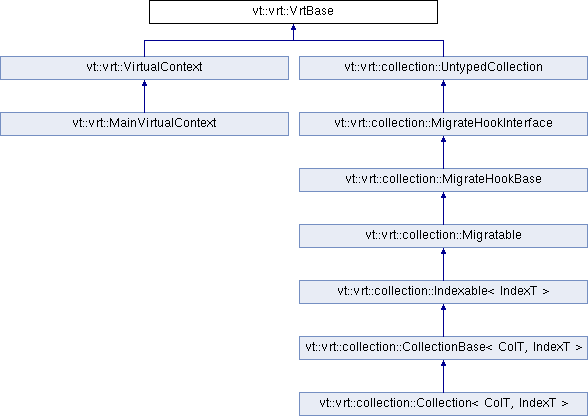 vt::vrt::VrtBase
vt::vrt::VirtualContext
vt::vrt::collection::UntypedCollection
vt::vrt::MainVirtualContext
vt::vrt::collection::MigrateHookInterface
vt::vrt::collection::MigrateHookBase
vt::vrt::collection::Migratable
vt::vrt::collection::Indexable< IndexT >
vt::vrt::collection::CollectionBase< ColT, IndexT >
vt::vrt::collection::Collection< ColT, IndexT >